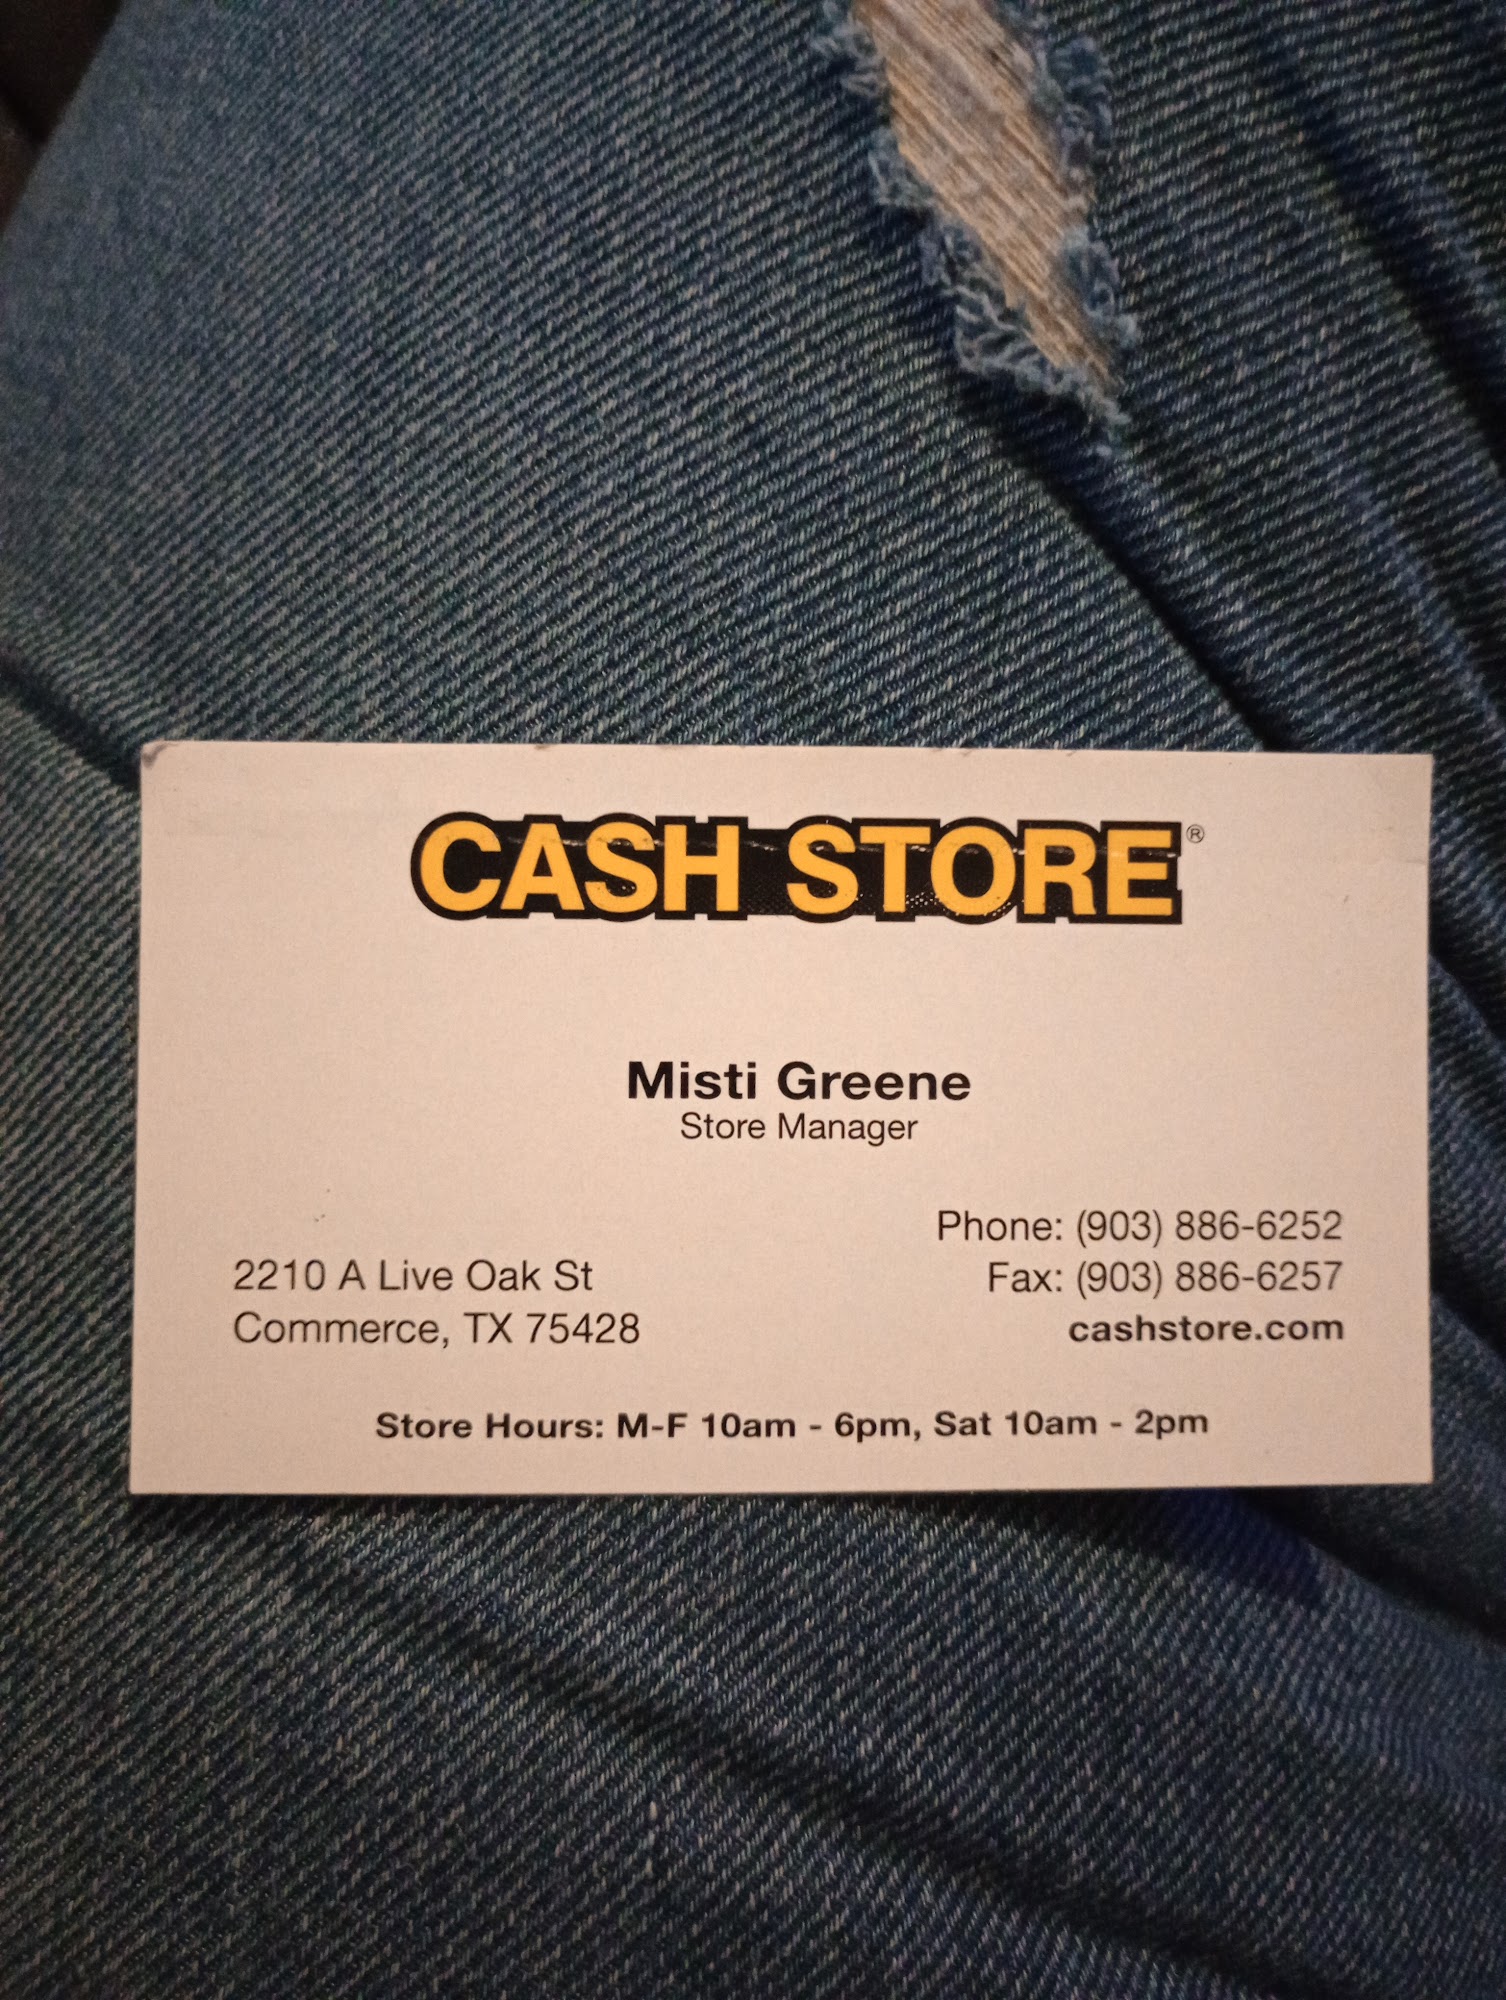 CASH STORE®
Misti Greene
Store Manager
2210 A Live Oak St
Commerce, TX 75428
Phone: (903) 886-6252
Fax: (903) 886-6257
cashstore.com
Store Hours: M-F 10am - 6pm, Sat 10am - 2pm